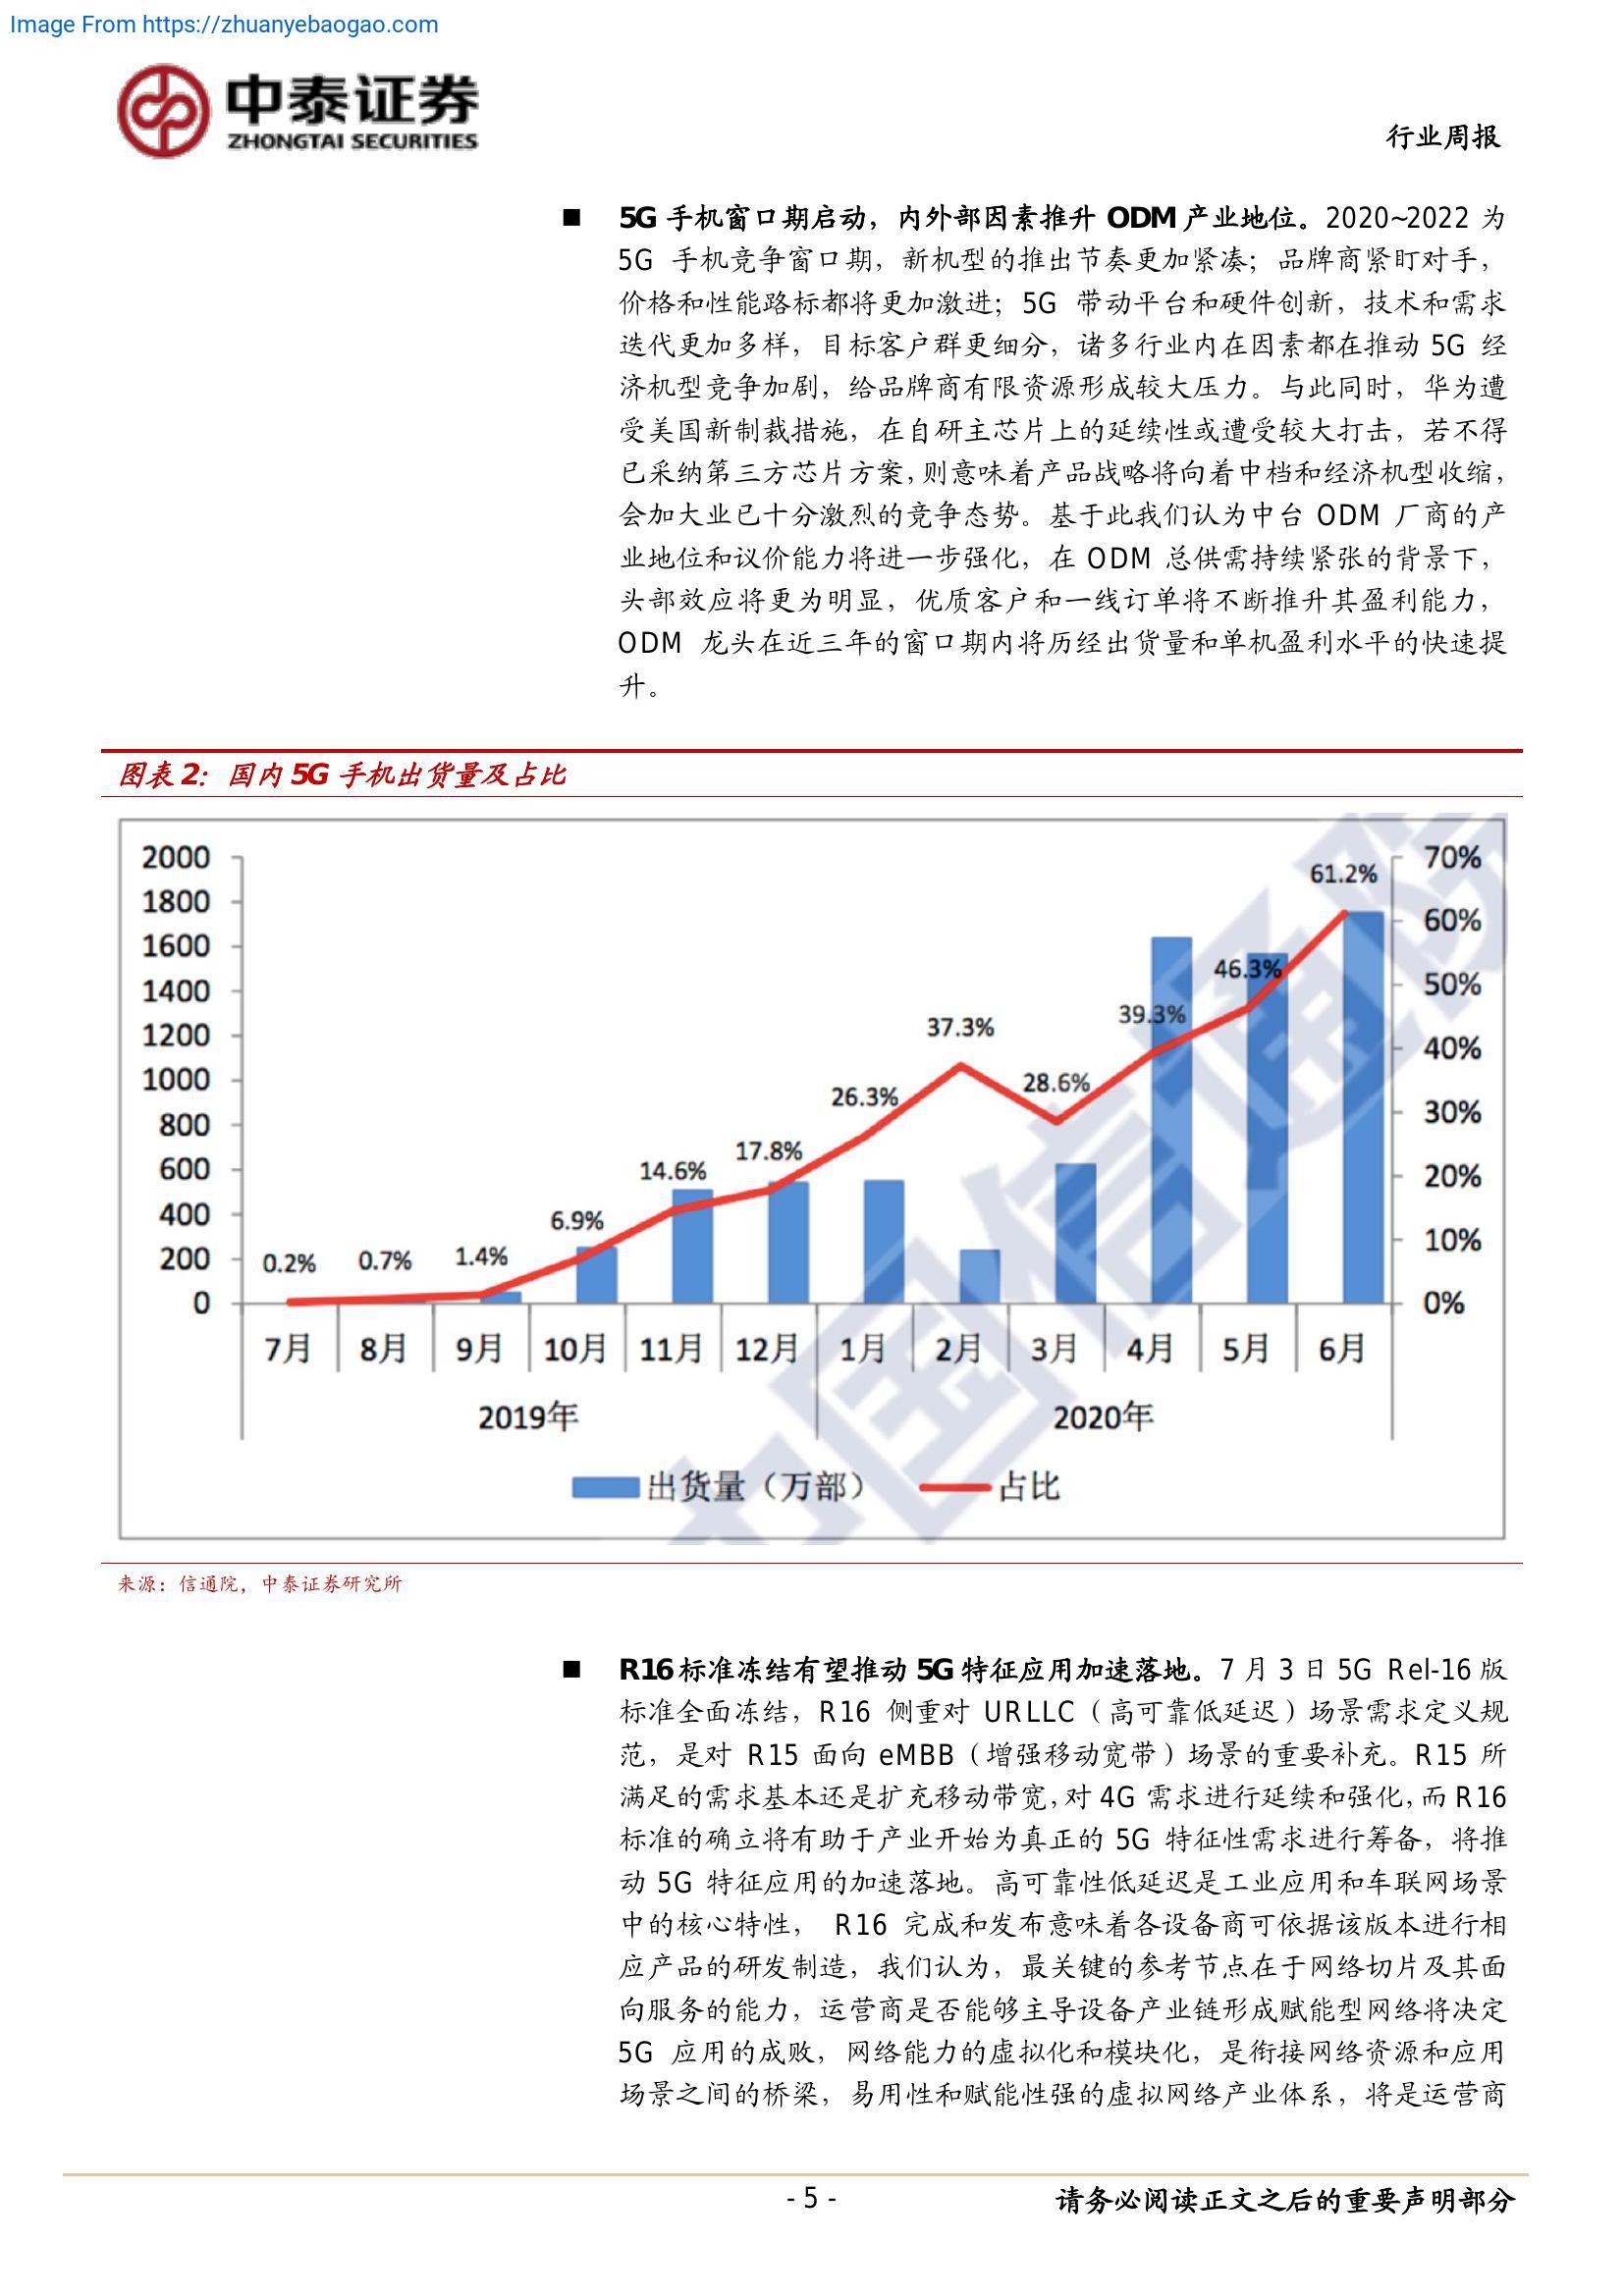 Image From https://zhuanyebaogao.com
中泰证券
ZHONGTAI SECURITIES
行业周报
■ 5G 手机窗口期启动，内外部因素推升 ODM 产业地位。2020~2022 为
5G 手机竞争窗口期，新机型的推出节奏更加紧凑；品牌商紧盯对手，
价格和性能路标都将更加激进；5G 带动平台和硬件创新，技术和需求
迭代更加多样，目标客户群更细分，诸多行业内在因素都在推动 5G 经
济机型竞争加剧，给品牌商有限资源形成较大压力。与此同时，华为遭
受美国新制裁措施，在自研主芯片上的延续性或遭受较大打击，若不得
已采纳第三方芯片方案，则意味着产品战略将向着中档和经济机型收缩，
会加大业已十分激烈的竞争态势。基于此我们认为中台 ODM 厂商的产
业地位和议价能力将进一步强化，在 ODM 总供需持续紧张的背景下，
头部效应将更为明显，优质客户和一线订单将不断推升其盈利能力，
ODM 龙头在近三年的窗口期内将历经出货量和单机盈利水平的快速提
升。
图表 2：国内 5G 手机出货量及占比
2000
1800
1600
1400
1200
1000
800
600
400
200
0
70%
60%
50%
40%
30%
20%
10%
0%
0.2%
0.7%
1.4%
6.9%
14.6%
17.8%
26.3%
37.3%
28.6%
39.3%
46.3%
61.2%
7月 8月 9月 10月 11月 12月 1月 2月 3月 4月 5月 6月
2019年 2020年
出货量（万部） 占比
中国信通院
来源：信通院，中泰证券研究所
■ R16 标准冻结有望推动 5G 特征应用加速落地。7 月 3 日 5G Rel-16 版
标准全面冻结，R16 侧重对 URLLC（高可靠低延迟）场景需求定义规
范，是对 R15 面向 eMBB（增强移动宽带）场景的重要补充。R15 所
满足的需求基本还是扩充移动带宽，对 4G 需求进行延续和强化，而 R16
标准的确立将有助于产业开始为真正的 5G 特征性需求进行筹备，将推
动 5G 特征应用的加速落地。高可靠性低延迟是工业应用和车联网场景
中的核心特性， R16 完成和发布意味着各设备商可依据该版本进行相
应产品的研发制造，我们认为，最关键的参考节点在于网络切片及其面
向服务的能力，运营商是否能够主导设备产业链形成赋能型网络将决定
5G 应用的成败，网络能力的虚拟化和模块化，是衔接网络资源和应用
场景之间的桥梁，易用性和赋能性强的虚拟网络产业体系，将是运营商
- 5 -
请务必阅读正文之后的重要声明部分